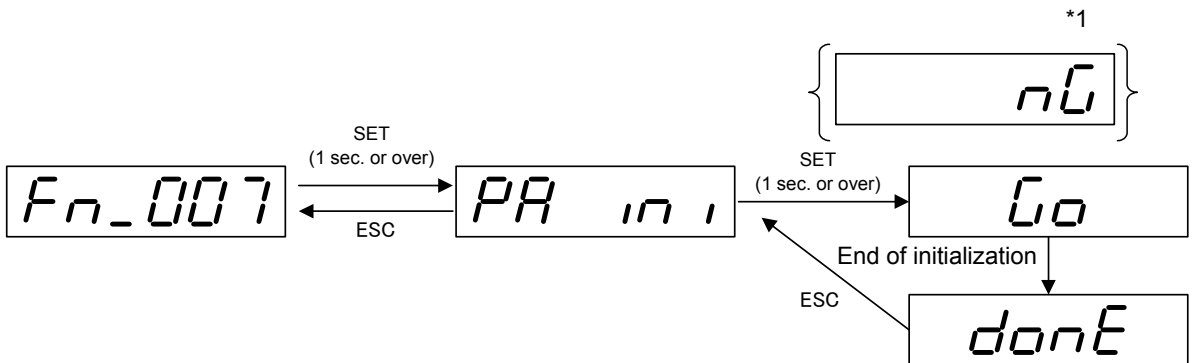 *1
nG
SET
(1 sec. or over)
SET
(1 sec. or over)
Fn_007
PA ini
Go
ESC
End of initialization
ESC
donE